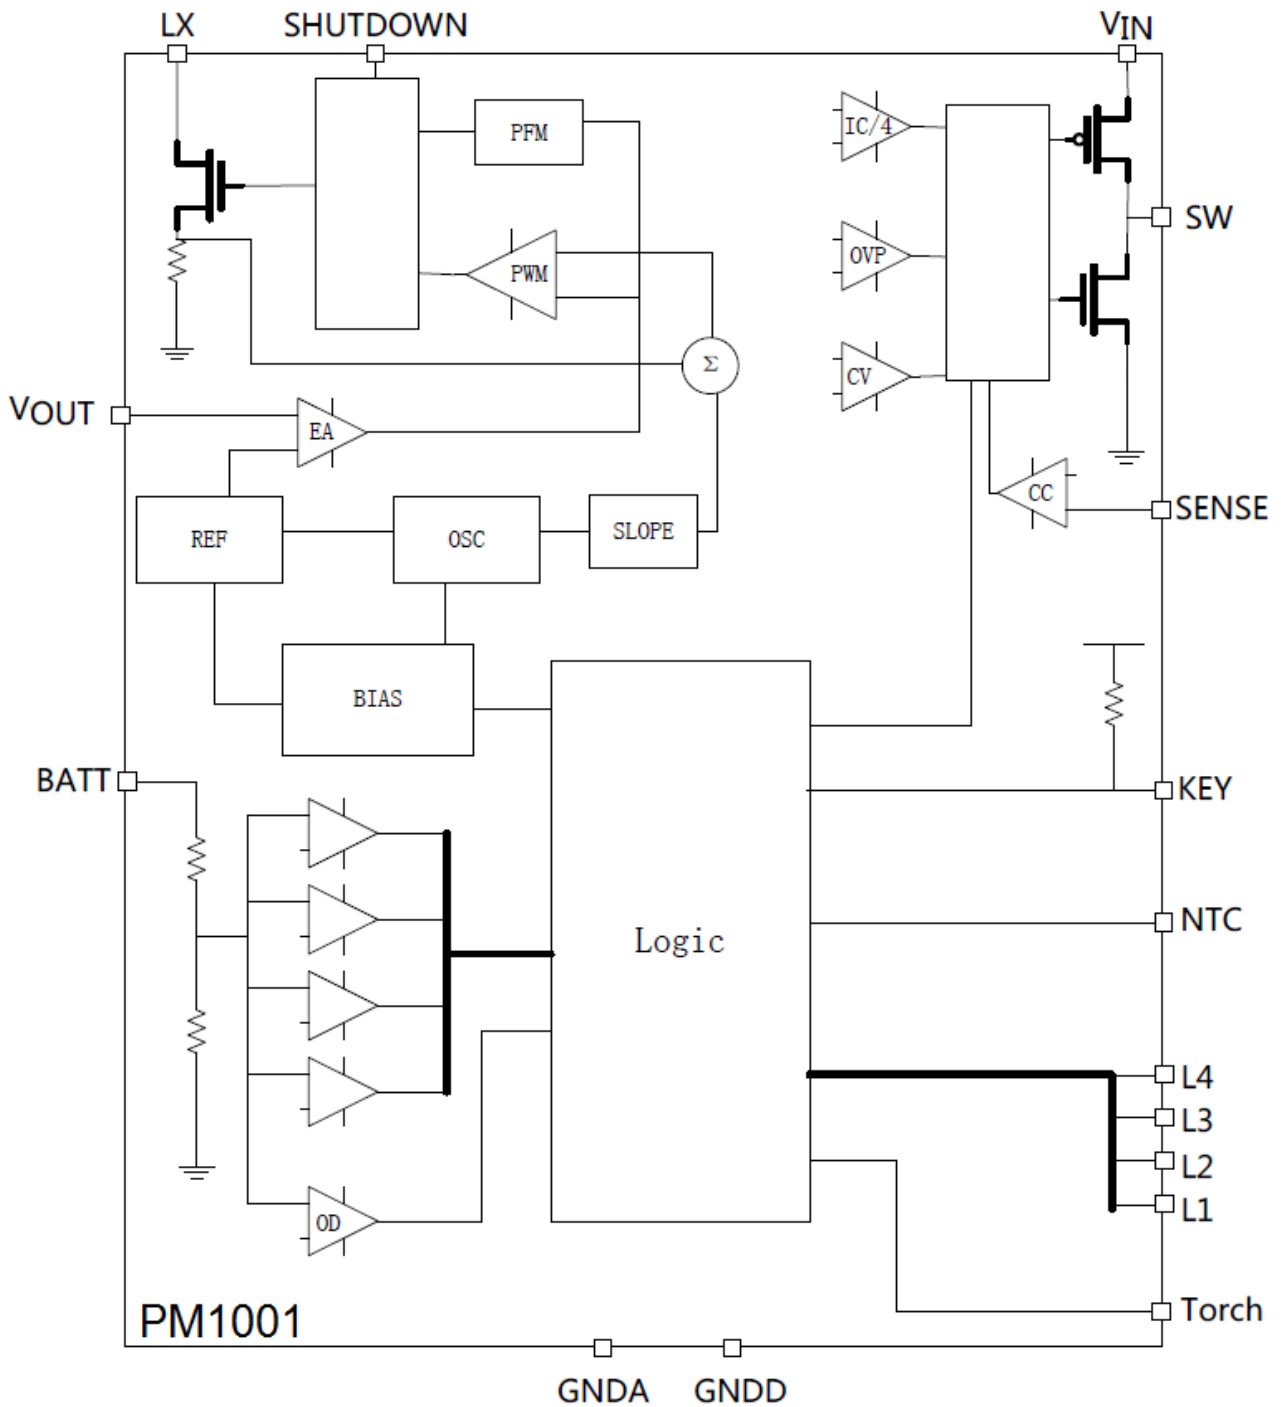 LX
SHUTDOWN
VIN
PFM
IC/4
PWM
OVP
SW
Σ
CV
VOUT
EA
CC
SENSE
REF
OSC
SLOPE
BIAS
BATT
KEY
Logic
NTC
L4
L3
L2
L1
OD
Torch
PM1001
GNDA
GNDD